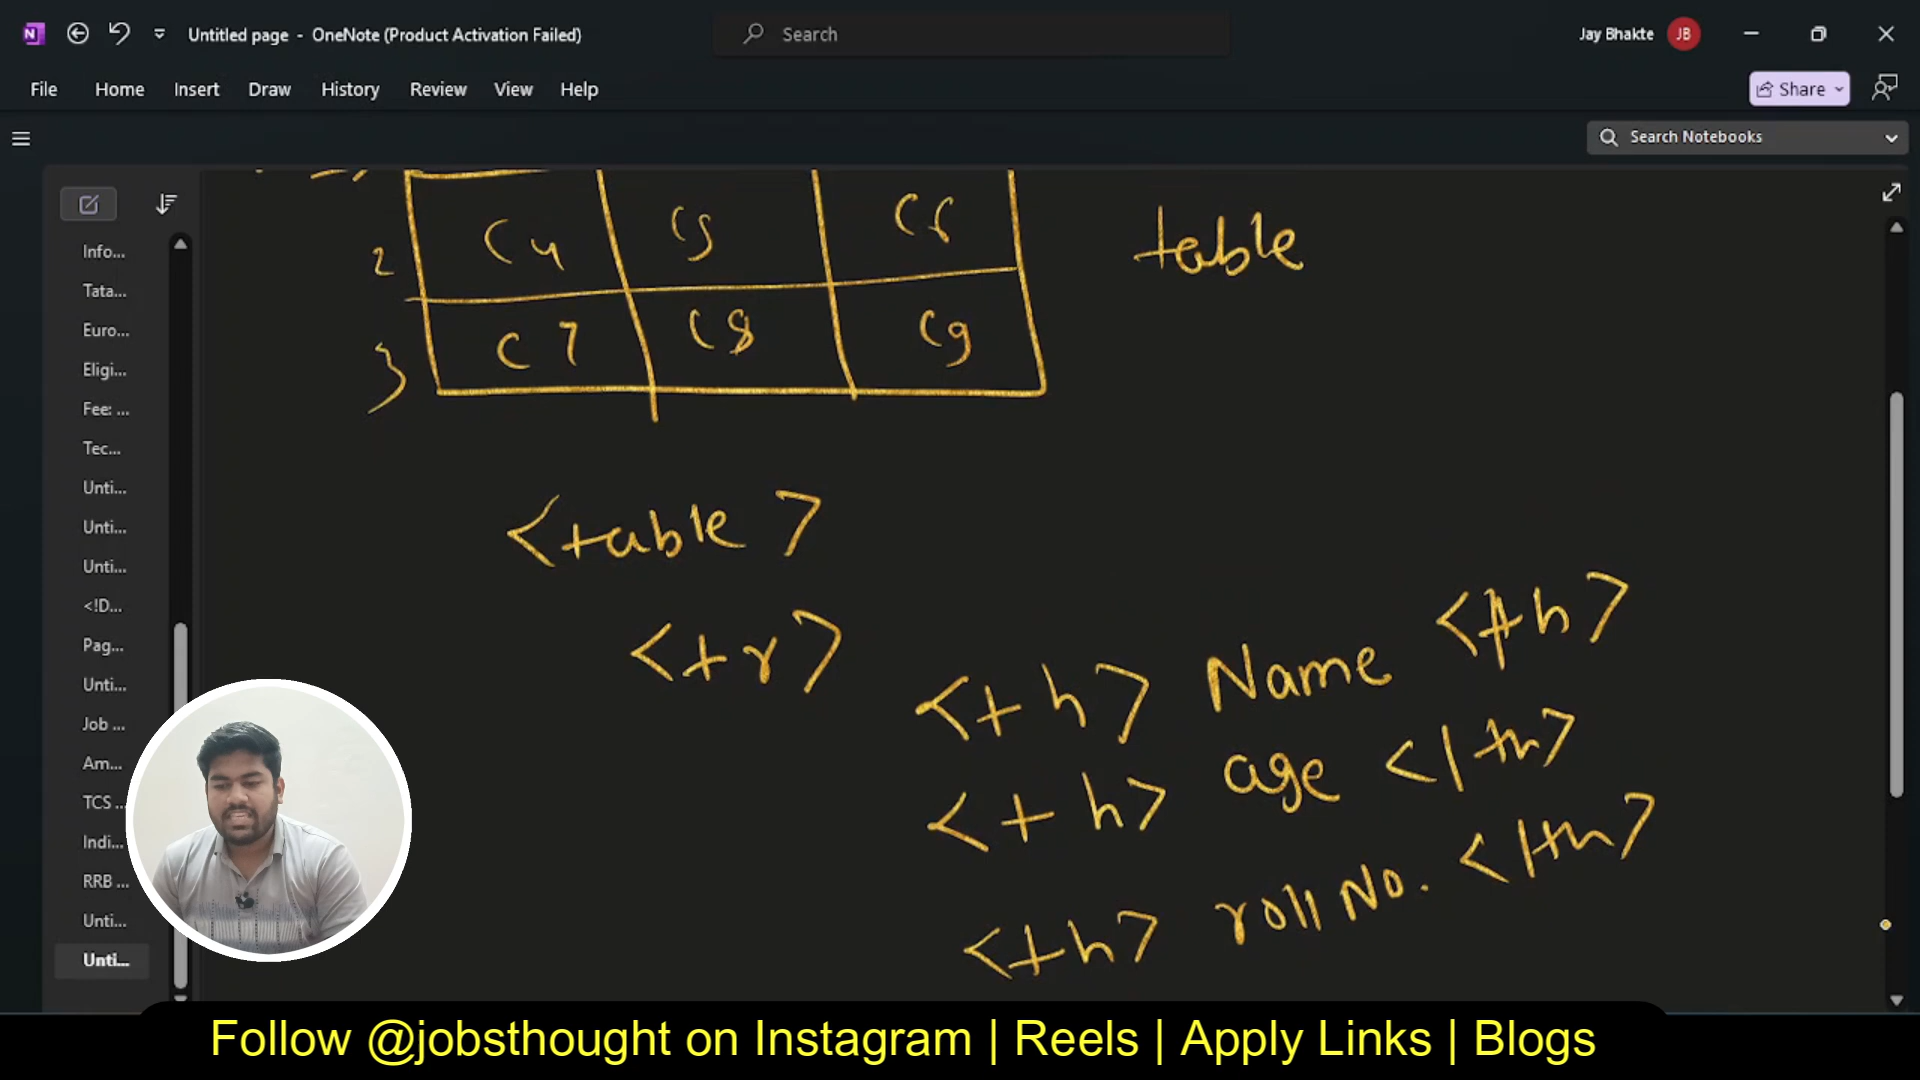 Untitled page - OneNote (Product Activation Failed)
Search
Jay Bhakte
JB
File Home Insert Draw History Review View Help
Share
Search Notebooks
Info...
Tata...
Euro...
Eligi...
Fee: ...
Tec...
Unti...
Unti...
Unti...
<!D...
Pag...
Unti...
Job ...
Am...
TCS ...
Indi...
RRB ...
Unti...
Unti...
2 C4 C5 C6
table
3 C7 C8 C9
<table>
<tr>
<th> Name <th>
<th> age </th>
<th> roll No. </th>
Follow @jobsthought on Instagram | Reels | Apply Links | Blogs